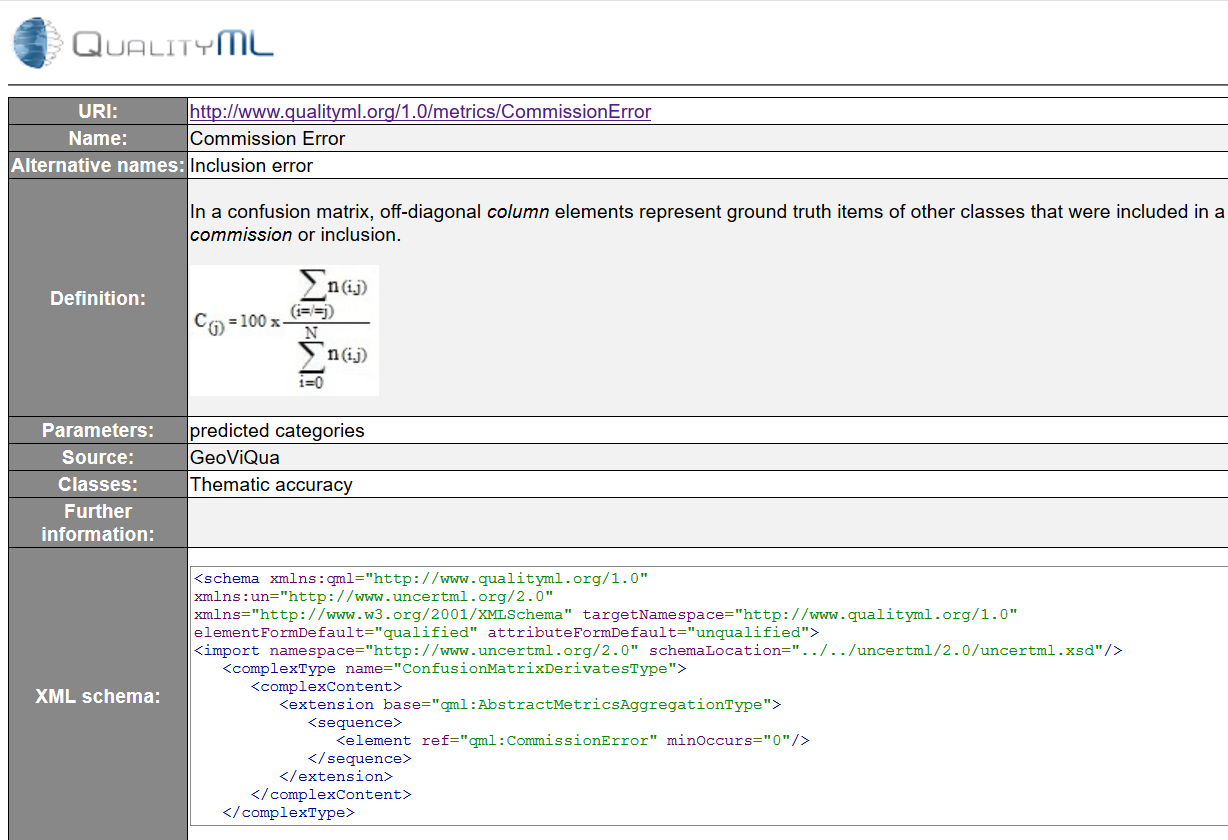 QualityML
URI: http://www.qualityml.org/1.0/metrics/CommissionError
Name: Commission Error
Alternative names: Inclusion error
Definition:
In a confusion matrix, off-diagonal column elements represent ground truth items of other classes that were included in a
commission or inclusion.
∑n(i,j)
(i=/=j)
C(j)=100 x
N
∑n(i,j)
i=0
Parameters: predicted categories
Source: GeoViQua
Classes: Thematic accuracy
Further
information:
XML schema:
<schema xmlns:qml="http://www.qualityml.org/1.0"
xmlns:un="http://www.uncertml.org/2.0"
xmlns="http://www.w3.org/2001/XMLSchema" targetNamespace="http://www.qualityml.org/1.0"
elementFormDefault="qualified" attributeFormDefault="unqualified">
<import namespace="http://www.uncertml.org/2.0" schemaLocation="../../uncertml/2.0/uncertml.xsd"/>
<complexType name="ConfusionMatrixDerivatesType">
<complexContent>
<extension base="qml:AbstractMetricsAggregationType">
<sequence>
<element ref="qml:CommissionError" minOccurs="0"/>
</sequence>
</extension>
</complexContent>
</complexType>